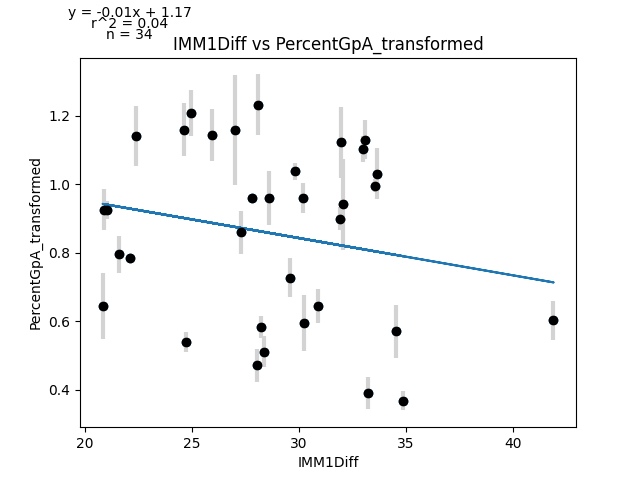 y = -0.01x + 1.17
r^2 = 0.04
n = 34
IMM1Diff vs PercentGpA_transformed
PercentGpA_transformed
1.2
1.0
0.8
0.6
0.4
20 25 30 35 40
IMM1Diff